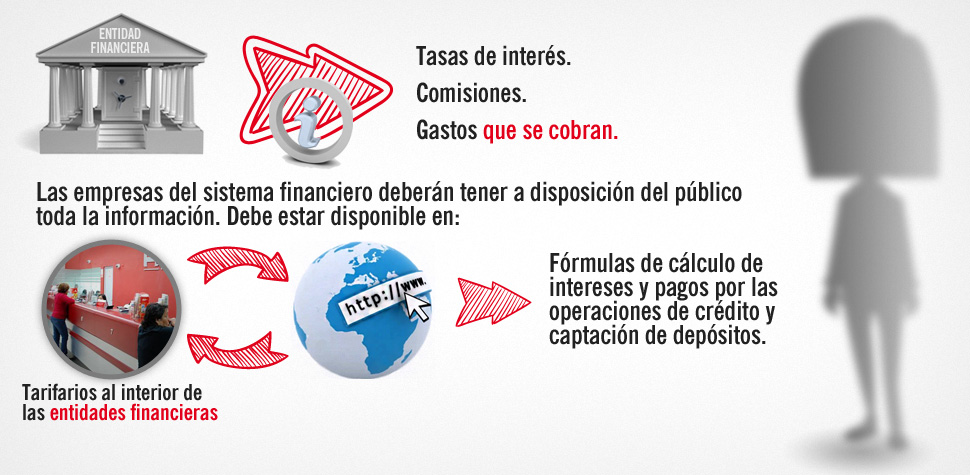 ENTIDAD
FINANCIERA
Tasas de interés.
Comisiones.
Gastos que se cobran.
Las empresas del sistema financiero deberán tener a disposición del público
toda la información. Debe estar disponible en:
http://www.
Fórmulas de cálculo de
intereses y pagos por las
operaciones de crédito y
captación de depósitos.
Tarifarios al interior de
las entidades financieras